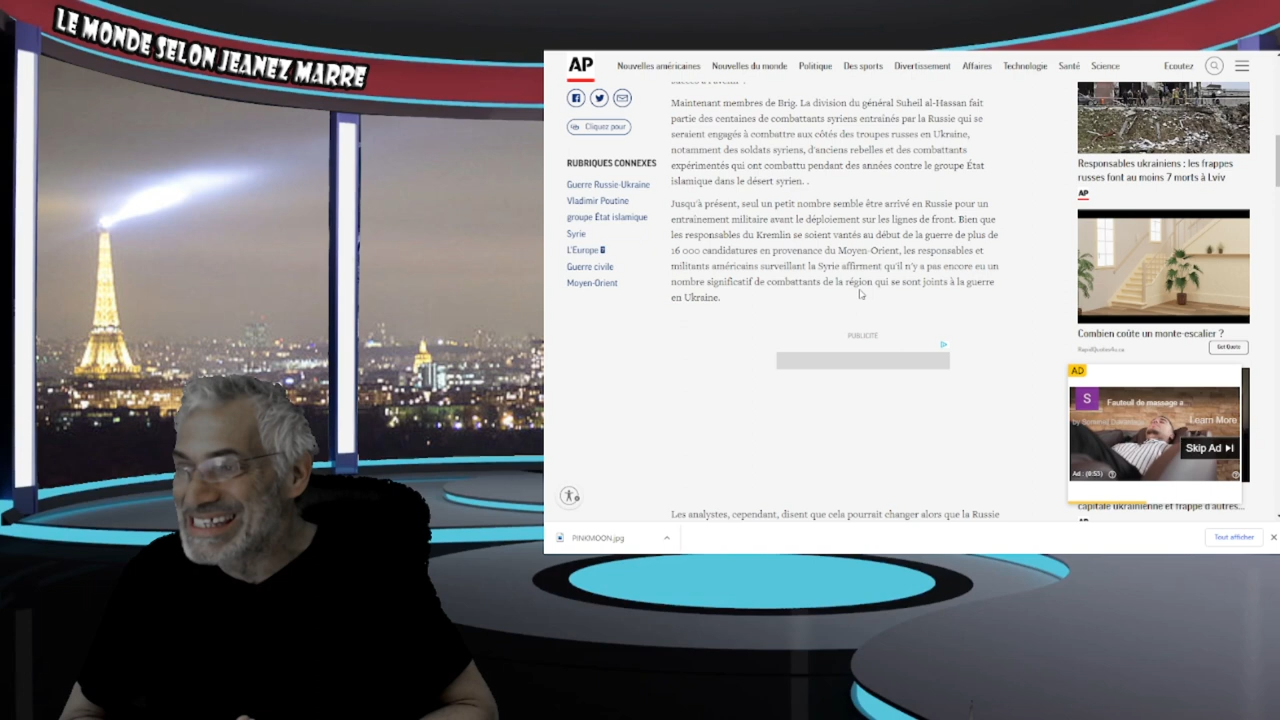 LE MONDE SELON JEANEZ MARRE
AP
Nouvelles américaines Nouvelles du monde Politique Des sports Divertissement Affaires Technologie Santé Science Ecoutez
Cliquez pour
RUBRIQUES CONNEXES
Guerre Russie-Ukraine
Vladimir Poutine
groupe État islamique
Syrie
L'Europe
Guerre civile
Moyen-Orient
Maintenant membres de Brig. La division du général Suheil al-Hassan fait
partie des centaines de combattants syriens entraînés par la Russie qui se
seraient engagés à combattre aux côtés des troupes russes en Ukraine,
notamment des soldats syriens, d'anciens rebelles et des combattants
expérimentés qui ont combattu pendant des années contre le groupe État
islamique dans le désert syrien. .
Jusqu'à présent, seul un petit nombre semble être arrivé en Russie pour un
entraînement militaire avant le déploiement sur les lignes de front. Bien que
les responsables du Kremlin se soient vantés au début de la guerre de plus de
16 000 candidatures en provenance du Moyen-Orient, les responsables et
militants américains surveillant la Syrie affirment qu'il n'y a pas encore eu un
nombre significatif de combattants de la région qui se sont joints à la guerre
en Ukraine.
PUBLICITÉ
Les analystes, cependant, disent que cela pourrait changer alors que la Russie
Responsables ukrainiens : les frappes
russes font au moins 7 morts à Lviv
AP
Combien coûte un monte-escalier ?
Get Quote
AD
S
Fauteuil de massage a...
Learn More
Skip Ad
Ad : (0:53)
capitale ukrainienne et frappe d'autres...
PINKMOON.jpg
Tout afficher